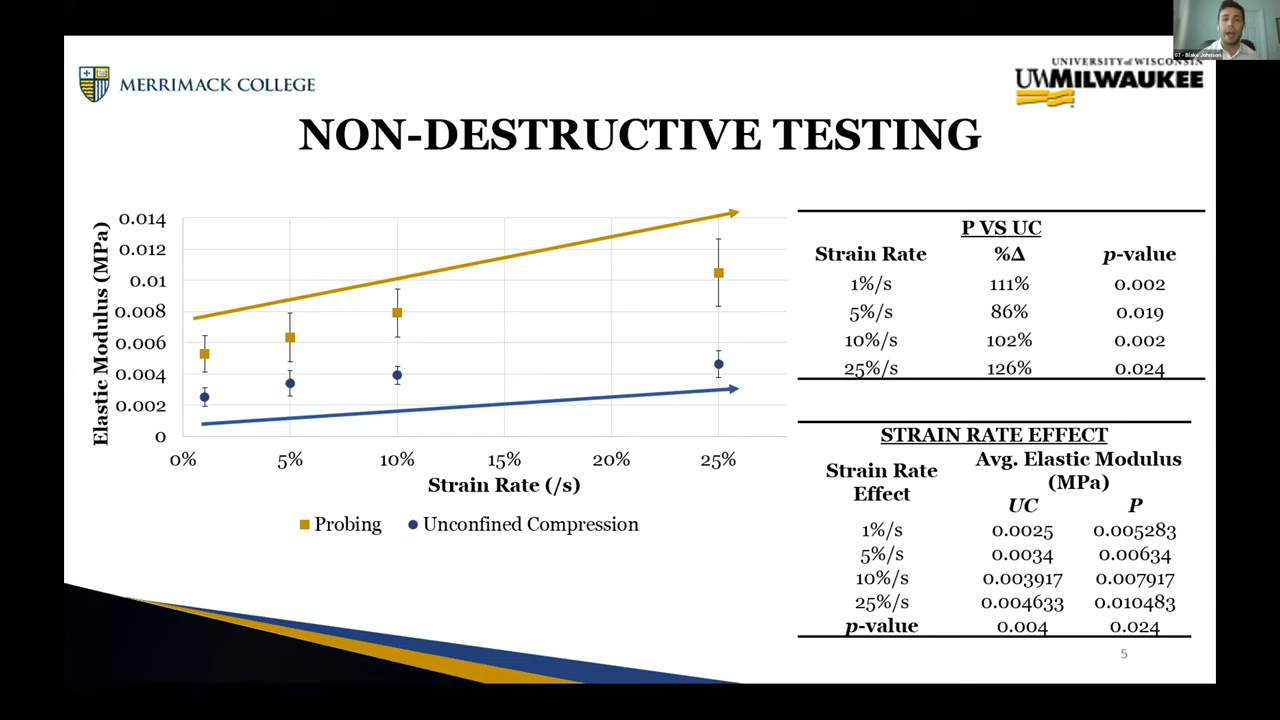 07 - Blake Johnson
MERRIMACK COLLEGE
UNIVERSITY of WISCONSIN
UWMILWAUKEE
NON-DESTRUCTIVE TESTING
Elastic Modulus (MPa)
0.014
0.012
0.01
0.008
0.006
0.004
0.002
0
0% 5% 10% 15% 20% 25%
Strain Rate (/s)
Probing Unconfined Compression
P VS UC
Strain Rate %Δ p-value
1%/s 111% 0.002
5%/s 86% 0.019
10%/s 102% 0.002
25%/s 126% 0.024
STRAIN RATE EFFECT
Strain Rate Effect Avg. Elastic Modulus
(MPa)
UC P
1%/s 0.0025 0.005283
5%/s 0.0034 0.00634
10%/s 0.003917 0.007917
25%/s 0.004633 0.010483
p-value 0.004 0.024
5